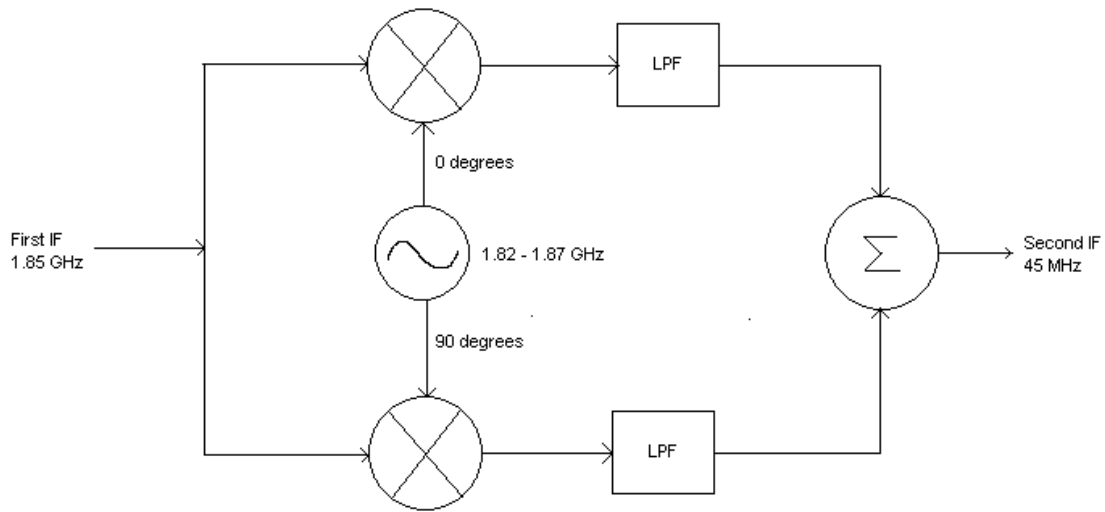 LPF
0 degrees
First IF
1.85 GHz
1.82 - 1.87 GHz
Σ
Second IF
45 MHz
90 degrees
LPF